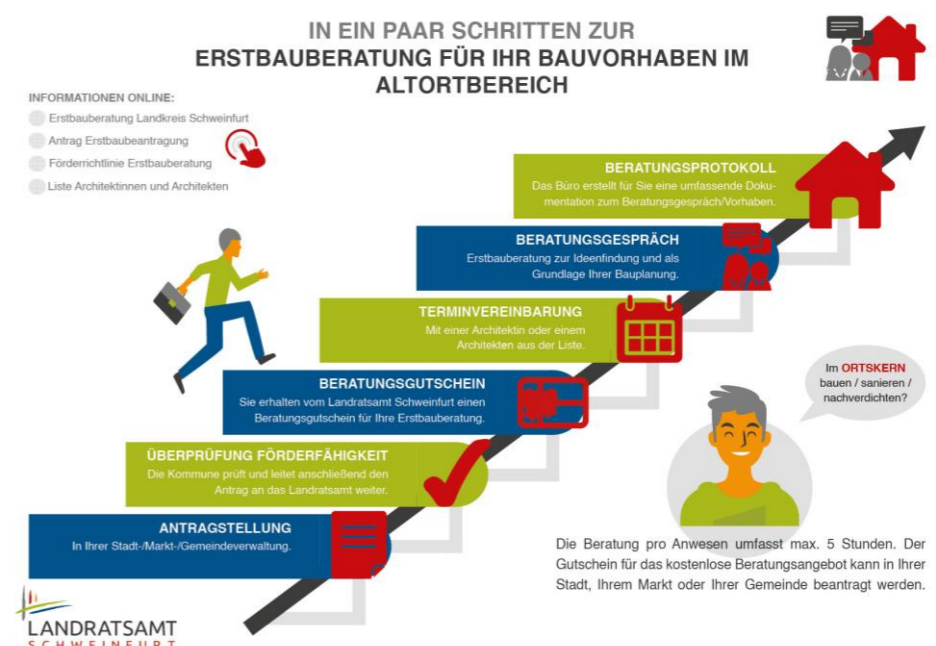 IN EIN PAAR SCHRITTEN ZUR
ERSTBAUBERATUNG FÜR IHR BAUVORHABEN IM
ALTORTBEREICH
INFORMATIONEN ONLINE:
Erstbauberatung Landkreis Schweinfurt
Antrag Erstbaubeantragung
Förderrichtlinie Erstbauberatung
Liste Architektinnen und Architekten
BERATUNGSPROTOKOLL
Das Büro erstellt für Sie eine umfassende Doku-
mentation zum Beratungsgespräch/Vorhaben.
BERATUNGSGESPRÄCH
Erstbauberatung zur Ideenfindung und als
Grundlage Ihrer Bauplanung.
TERMINVEREINBARUNG
Mit einer Architektin oder einem
Architekten aus der Liste.
BERATUNGSGUTSCHEIN
Sie erhalten vom Landratsamt Schweinfurt einen
Beratungsgutschein für Ihre Erstbauberatung.
ÜBERPRÜFUNG FÖRDERFÄHIGKEIT
Die Kommune prüft und leitet anschließend den
Antrag an das Landratsamt weiter.
ANTRAGSTELLUNG
In Ihrer Stadt-/Markt-/Gemeindeverwaltung.
Im ORTSKERN
bauen / sanieren /
nachverdichten?
Die Beratung pro Anwesen umfasst max. 5 Stunden. Der
Gutschein für das kostenlose Beratungsangebot kann in Ihrer
Stadt, Ihrem Markt oder Ihrer Gemeinde beantragt werden.
LANDRATSAMT
SCHWEINFURT